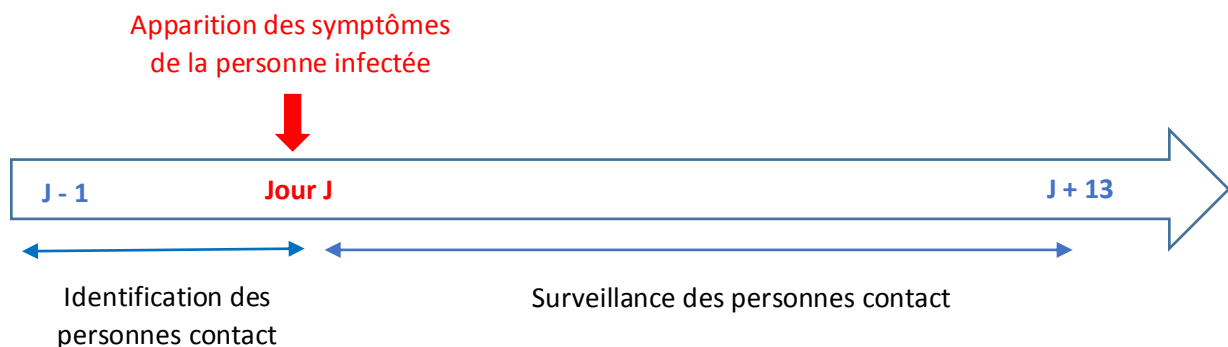 Apparition des symptômes
de la personne infectée
J - 1
Jour J
J + 13
Identification des
personnes contact
Surveillance des personnes contact